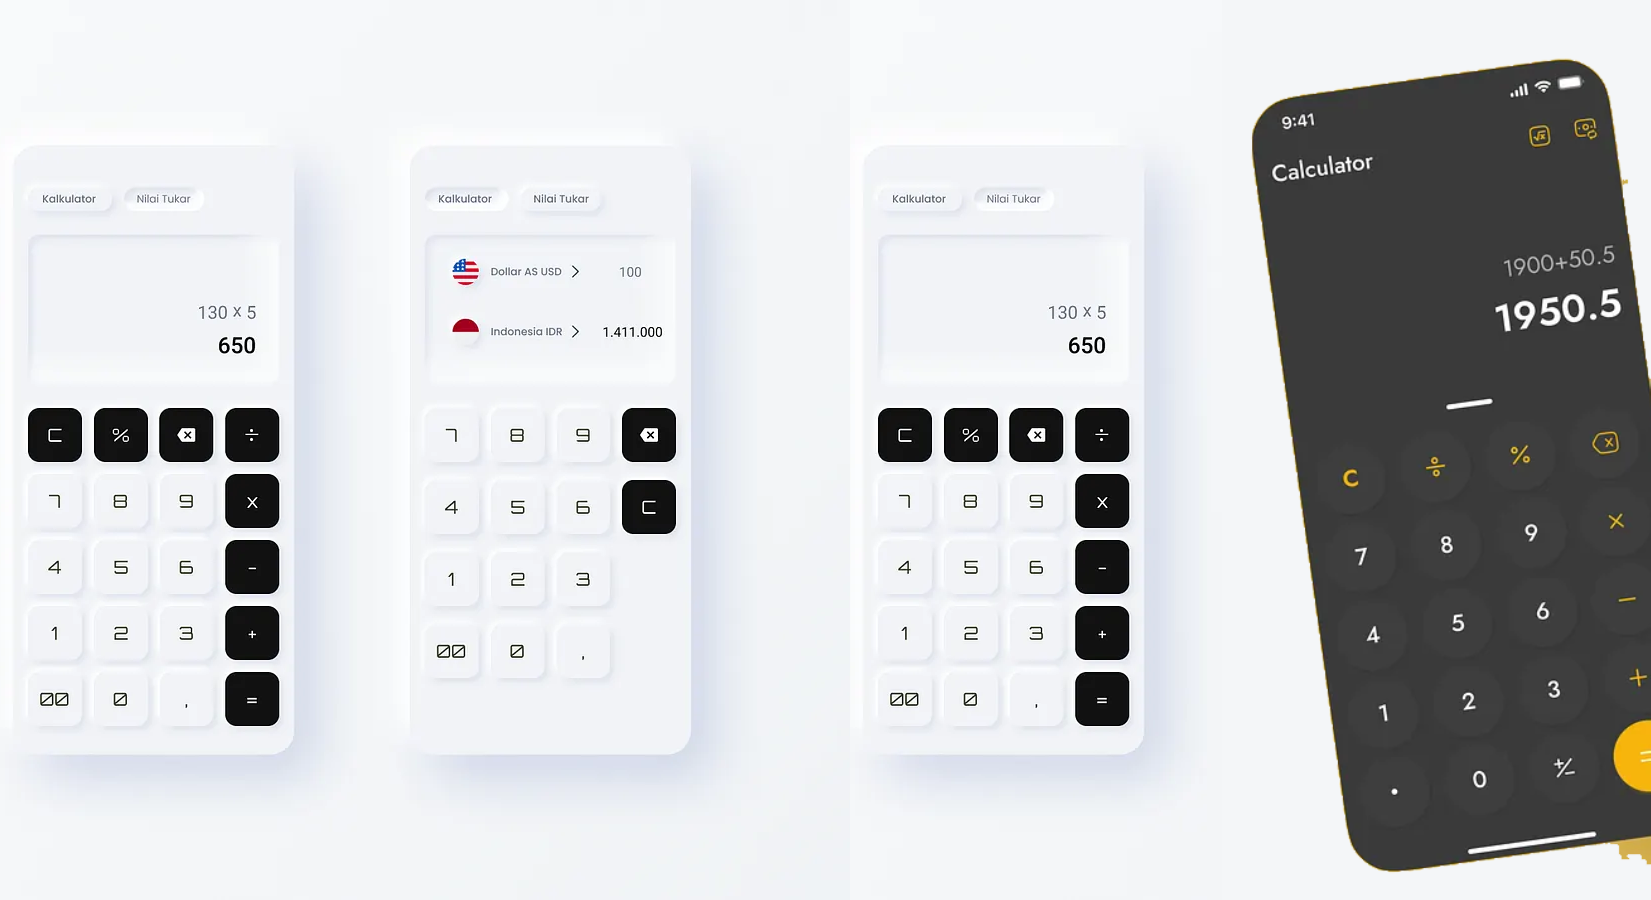 Kalkulator Nilai Tukar
130 x 5
650
C % ÷
7 8 9 x
4 5 6 -
1 2 3 +
00 0 , =
Kalkulator Nilai Tukar
Dollar AS USD > 100
Indonesia IDR > 1.411.000
7 8 9
4 5 6 C
1 2 3
00 0 ,
Kalkulator Nilai Tukar
130 x 5
650
C % ÷
7 8 9 x
4 5 6 -
1 2 3 +
00 0 , =
9:41
Calculator
1900+50.5
1950.5
C ÷ %
7 8 9 ×
4 5 6 −
1 2 3 +
. 0 +/− =